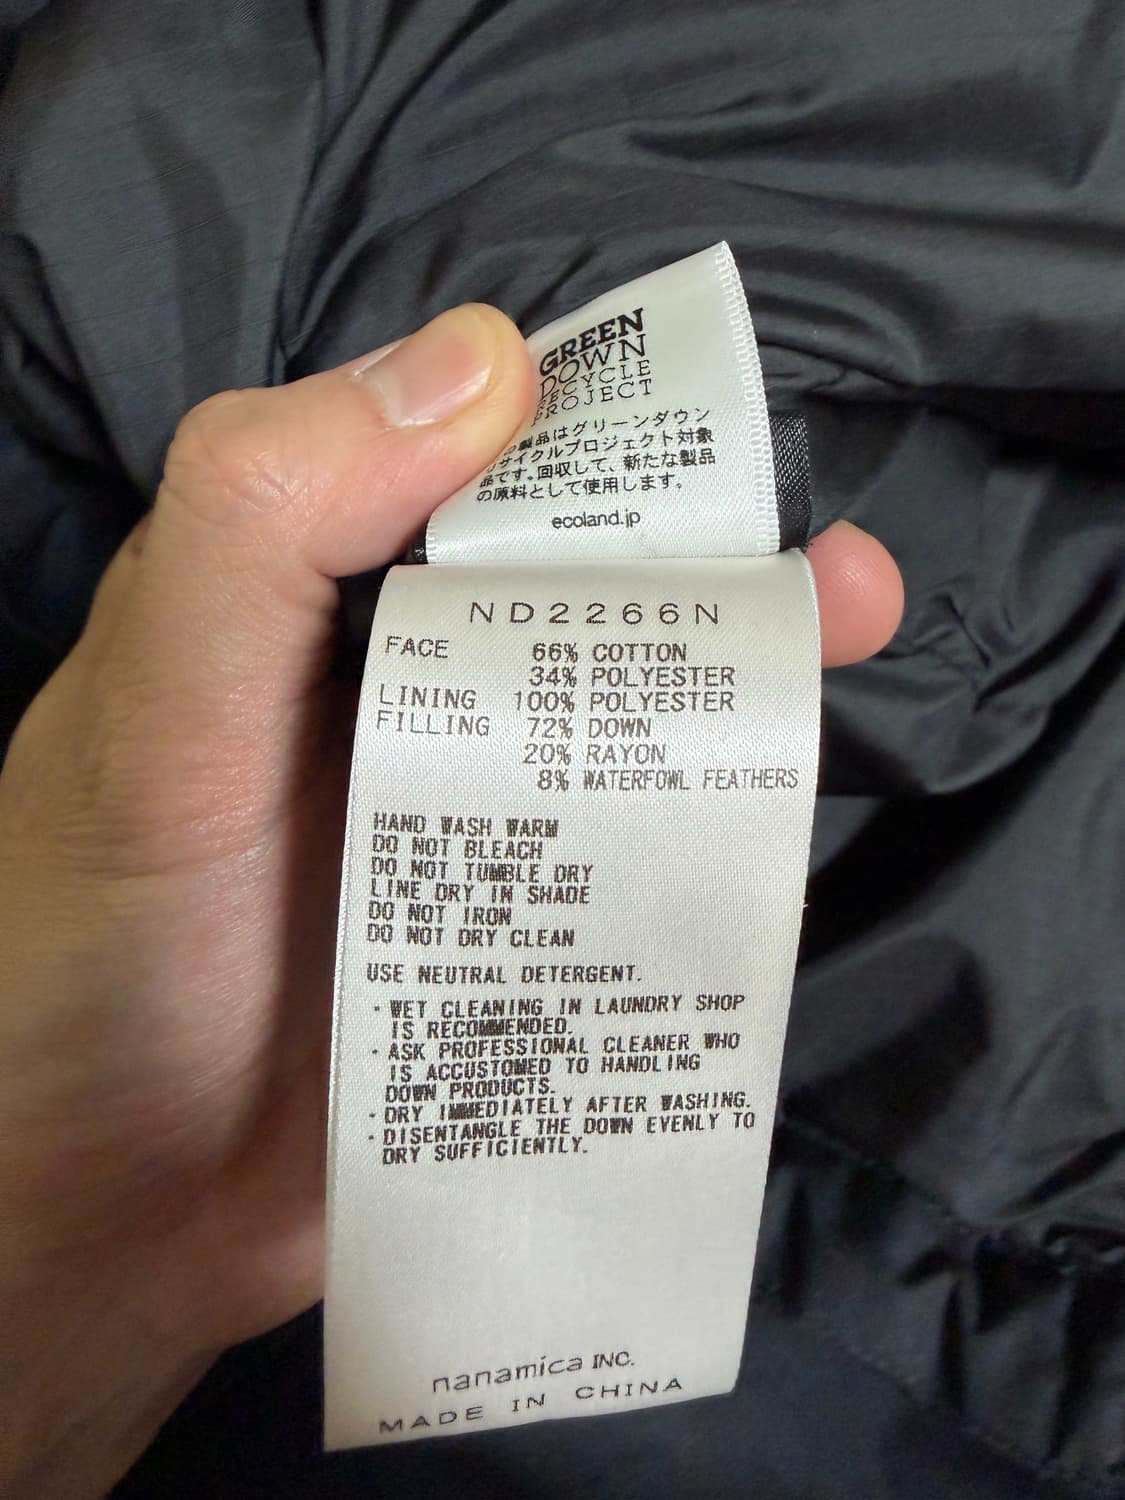 GREEN
DOWN
RECYCLE
PROJECT
製品はグリーンダウン
リサイクルプロジェクト対象
品です。回収して、新たな製品
の原料として使用します。
ecoland.jp
ND2266N
FACE 66% COTTON
34% POLYESTER
LINING 100% POLYESTER
FILLING 72% DOWN
20% RAYON
8% WATERFOWL FEATHERS
HAND WASH WARM
DO NOT BLEACH
DO NOT TUMBLE DRY
LINE DRY IN SHADE
DO NOT IRON
DO NOT DRY CLEAN
USE NEUTRAL DETERGENT.
・WET CLEANING IN LAUNDRY SHOP
IS RECOMMENDED.
・ASK PROFESSIONAL CLEANER WHO
IS ACCUSTOMED TO HANDLING
DOWN PRODUCTS.
・DRY IMMEDIATELY AFTER WASHING.
・DISENTANGLE THE DOWN EVENLY TO
DRY SUFFICIENTLY.
nanamica INC.
MADE IN CHINA